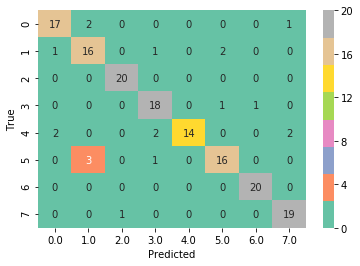 20
0 17 2 0 0 0 0 0 1
1 1 16 0 1 0 2 0 0 16
2 0 0 20 0 0 0 0 0
3 0 0 0 18 0 1 1 0 12
True
4 2 0 0 2 14 0 0 2 8
5 0 3 0 1 0 16 0 0
4
6 0 0 0 0 0 0 20 0
7 0 0 1 0 0 0 0 19
0
0.0 1.0 2.0 3.0 4.0 5.0 6.0 7.0
Predicted